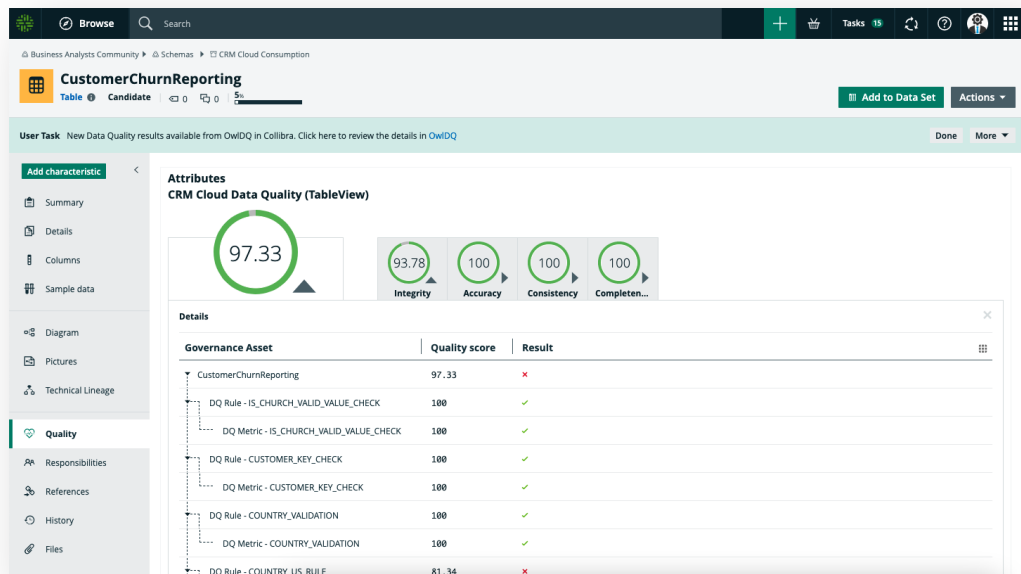 Browse
Search
Tasks 15
Business Analysts Community
Schemas
CRM Cloud Consumption
CustomerChurnReporting
Table
Candidate
0
0
5%
Add to Data Set
Actions
User Task New Data Quality results available from OwlDQ in Collibra. Click here to review the details in OwlDQ
Done
More
Add characteristic
Summary
Details
Columns
Sample data
Diagram
Pictures
Technical Lineage
Quality
Responsibilities
References
History
Files
Attributes
CRM Cloud Data Quality (TableView)
97.33
93.78
Integrity
100
Accuracy
100
Consistency
100
Completen...
Details
Governance Asset Quality score Result
CustomerChurnReporting 97.33
DQ Rule - IS_CHURCH_VALID_VALUE_CHECK 100
DQ Metric - IS_CHURCH_VALID_VALUE_CHECK 100
DQ Rule - CUSTOMER_KEY_CHECK 100
DQ Metric - CUSTOMER_KEY_CHECK 100
DQ Rule - COUNTRY_VALIDATION 100
DQ Metric - COUNTRY_VALIDATION 100
DQ Rule - COUNTRY_US_RULE 81.34